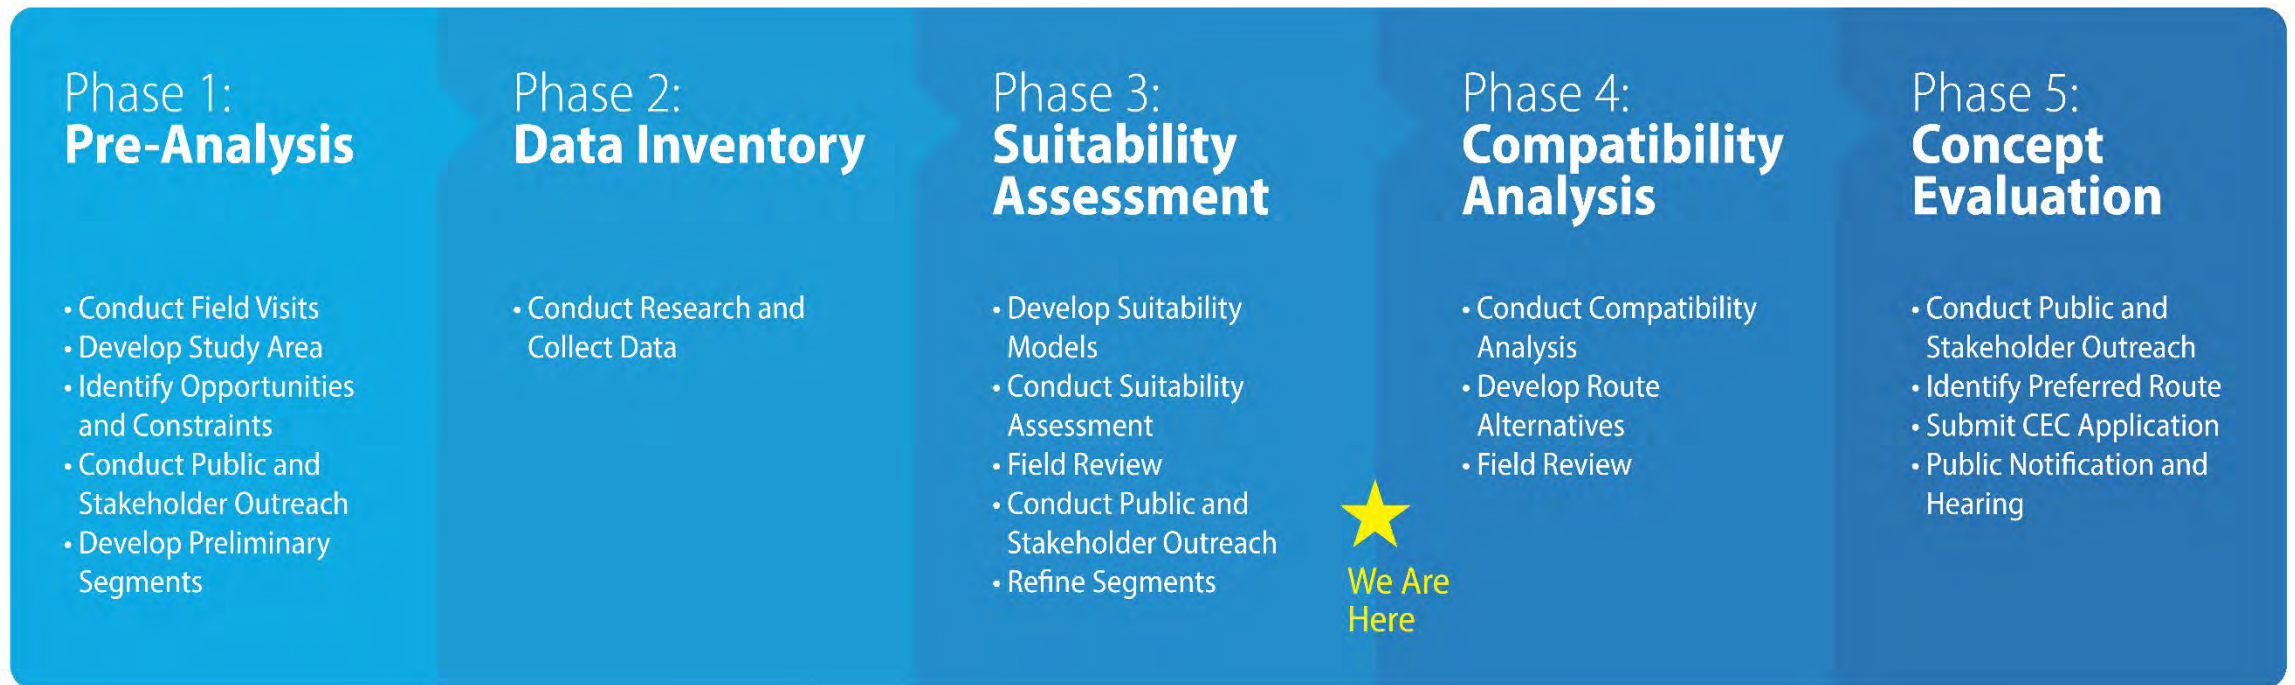 Phase 1:
Pre-Analysis
• Conduct Field Visits
• Develop Study Area
• Identify Opportunities
and Constraints
• Conduct Public and
Stakeholder Outreach
• Develop Preliminary
Segments
Phase 2:
Data Inventory
• Conduct Research and
Collect Data
Phase 3:
Suitability
Assessment
• Develop Suitability
Models
• Conduct Suitability
Assessment
• Field Review
• Conduct Public and
Stakeholder Outreach
• Refine Segments
We Are
Here
Phase 4:
Compatibility
Analysis
• Conduct Compatibility
Analysis
• Develop Route
Alternatives
• Field Review
Phase 5:
Concept
Evaluation
• Conduct Public and
Stakeholder Outreach
• Identify Preferred Route
• Submit CEC Application
• Public Notification and
Hearing